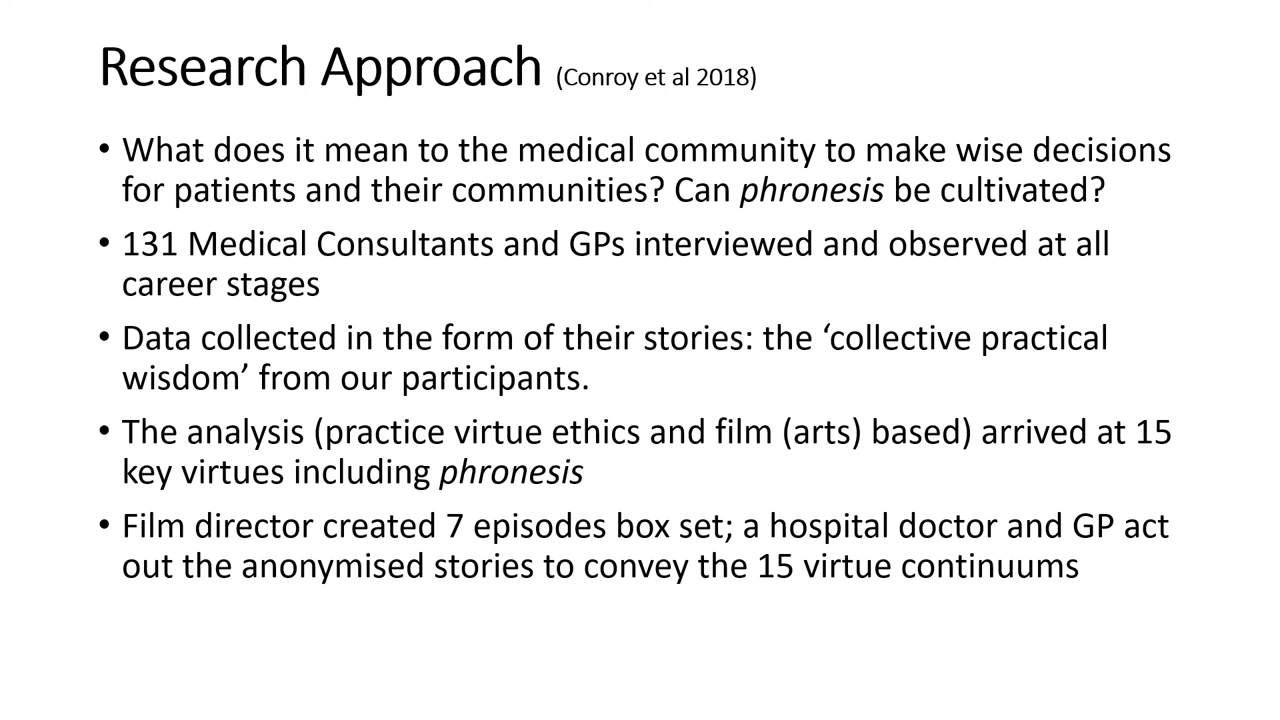 Research Approach (Conroy et al 2018)
• What does it mean to the medical community to make wise decisions
for patients and their communities? Can phronesis be cultivated?
• 131 Medical Consultants and GPs interviewed and observed at all
career stages
• Data collected in the form of their stories: the ‘collective practical
wisdom’ from our participants.
• The analysis (practice virtue ethics and film (arts) based) arrived at 15
key virtues including phronesis
• Film director created 7 episodes box set; a hospital doctor and GP act
out the anonymised stories to convey the 15 virtue continuums